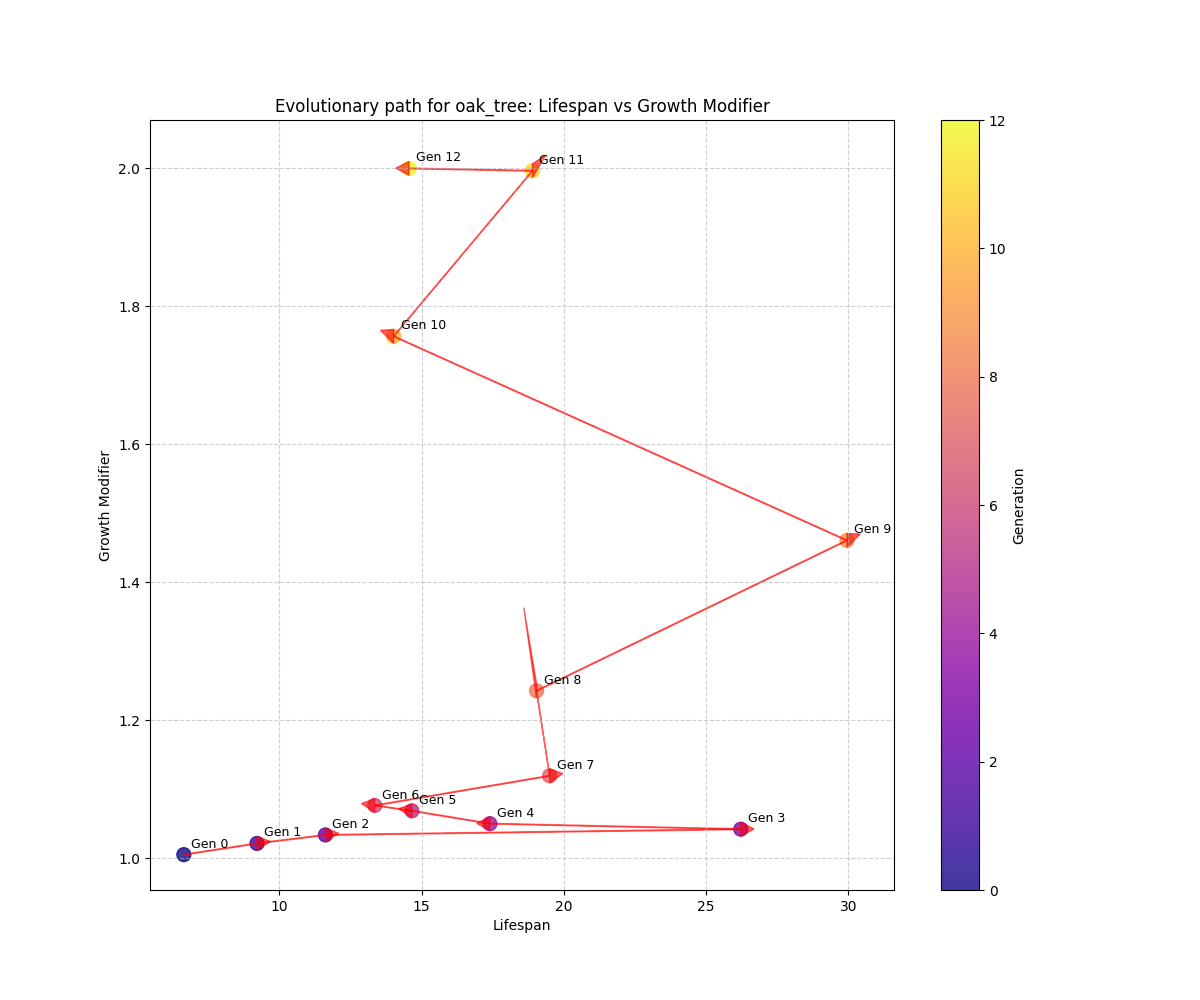 Evolutionary path for oak_tree: Lifespan vs Growth Modifier
Growth Modifier
2.0
1.8
1.6
1.4
1.2
1.0
Gen 12
Gen 11
Gen 10
Gen 9
Gen 8
Gen 7
Gen 6
Gen 5
Gen 4
Gen 3
Gen 2
Gen 1
Gen 0
10
15
20
25
30
Lifespan
12
10
8
6
4
2
0
Generation